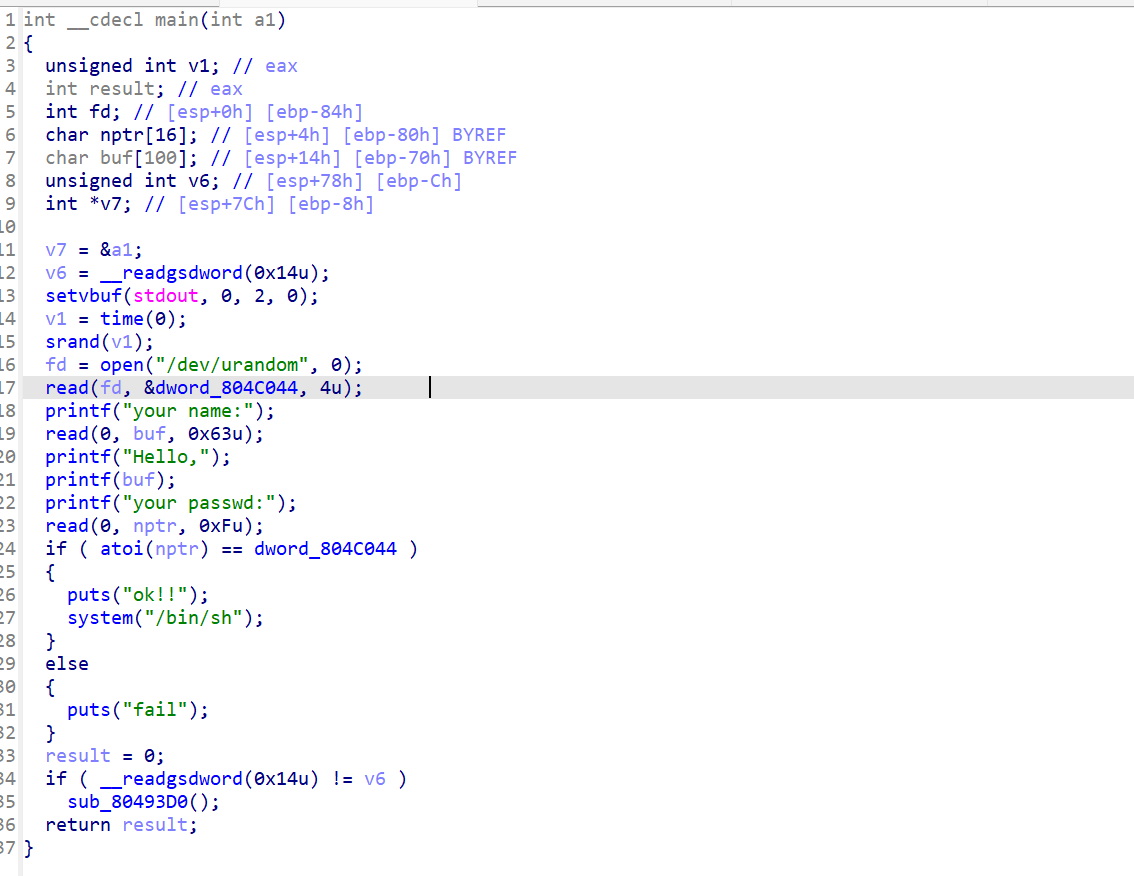 1 int __cdecl main(int a1)
2 {
3   unsigned int v1; // eax
4   int result; // eax
5   int fd; // [esp+0h] [ebp-84h]
6   char nptr[16]; // [esp+4h] [ebp-80h] BYREF
7   char buf[100]; // [esp+14h] [ebp-70h] BYREF
8   unsigned int v6; // [esp+78h] [ebp-Ch]
9   int *v7; // [esp+7Ch] [ebp-8h]
10
11   v7 = &a1;
12   v6 = __readgsdword(0x14u);
13   setvbuf(stdout, 0, 2, 0);
14   v1 = time(0);
15   srand(v1);
16   fd = open("/dev/urandom", 0);
17   read(fd, &dword_804C044, 4u);
18   printf("your name:");
19   read(0, buf, 0x63u);
20   printf("Hello,");
21   printf(buf);
22   printf("your passwd:");
23   read(0, nptr, 0xFu);
24   if ( atoi(nptr) == dword_804C044 )
25   {
26     puts("ok!!");
27     system("/bin/sh");
28   }
29   else
30   {
31     puts("fail");
32   }
33   result = 0;
34   if ( __readgsdword(0x14u) != v6 )
35     sub_80493D0();
36   return result;
37 }